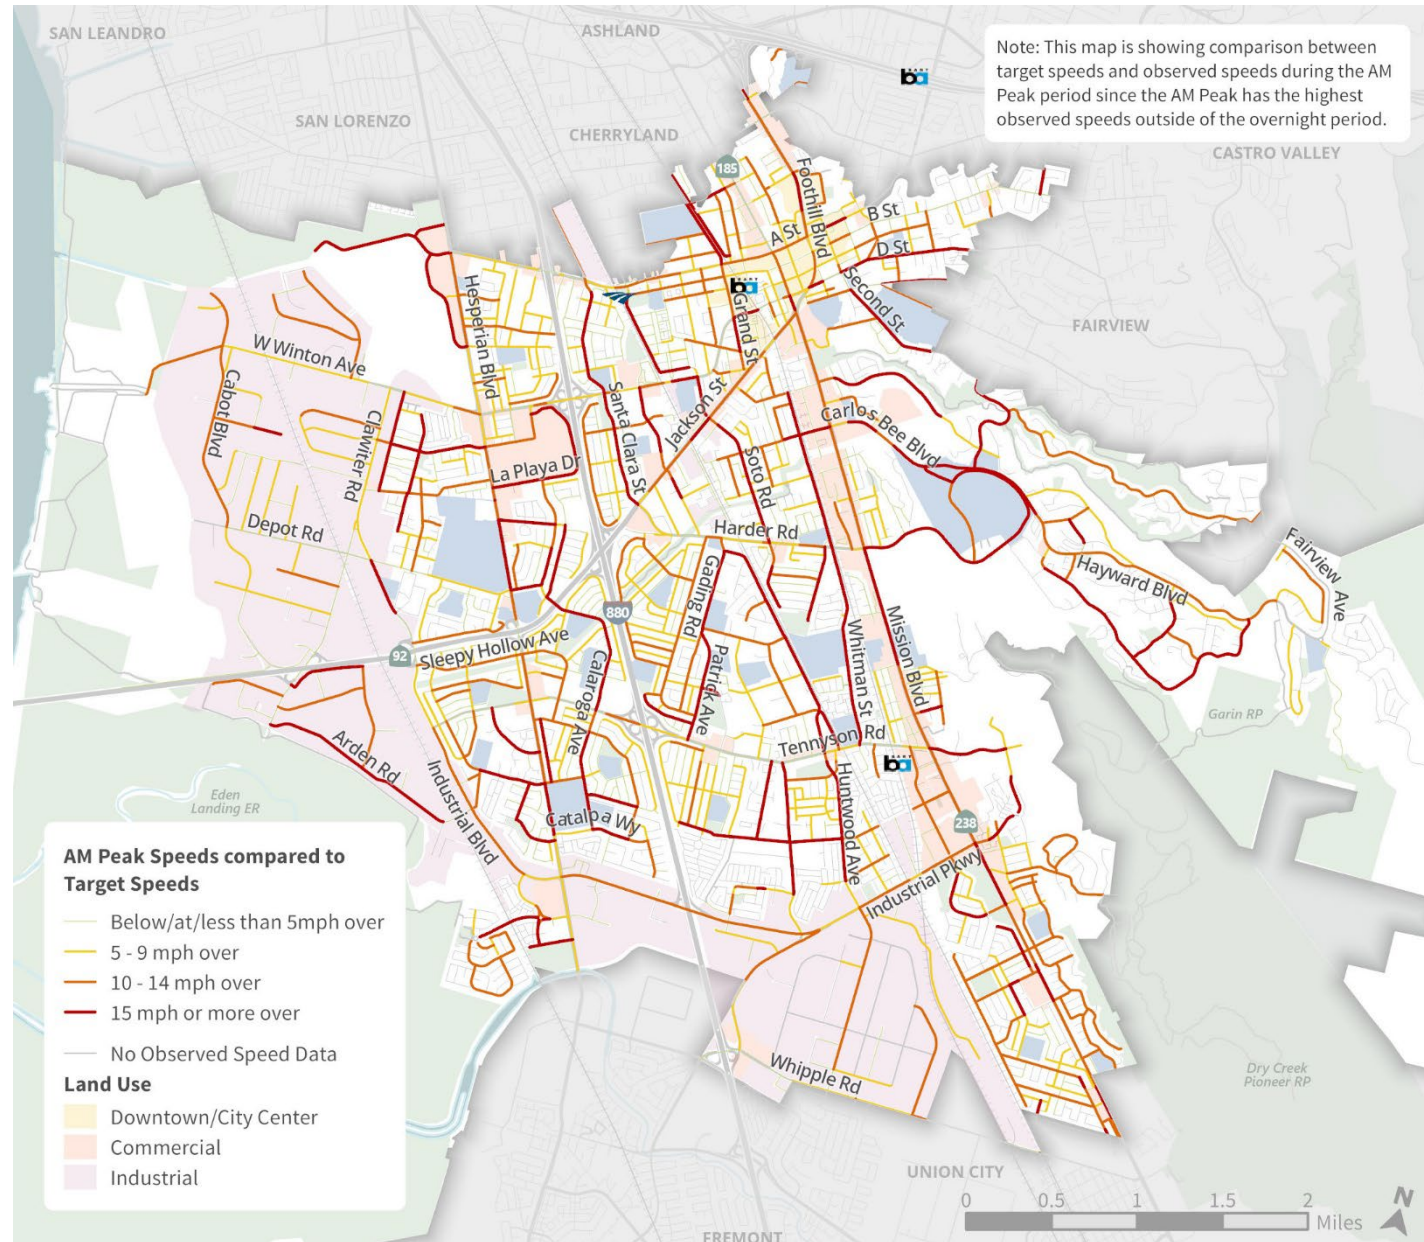 SAN LEANDRO
ASHLAND
SAN LORENZO
CHERRYLAND
CASTRO VALLEY
FAIRVIEW
UNION CITY
FREMONT
Note: This map is showing comparison between
target speeds and observed speeds during the AM
Peak period since the AM Peak has the highest
observed speeds outside of the overnight period.
185
Foothill Blvd
A St
B St
D St
Second St
Grand St
ba
ba
Hesperian Blvd
W Winton Ave
Cabot Blvd
Clawiter Rd
Santa Clara St
Jackson St
Carlos Bee Blvd
La Playa Dr
Soto Rd
Depot Rd
Harder Rd
Gading Rd
Hayward Blvd
Fairview
Ave
880
92
Sleepy Hollow Ave
Calaroga Ave
Patrick Ave
Whitman St
Mission Blvd
Garin RP
Tennyson Rd
ba
Arden Rd
Industrial Blvd
Eden
Landing ER
Catalpa Wy
Huntwood Ave
238
Industrial Pkwy
Whipple Rd
Dry Creek
Pioneer RP
AM Peak Speeds compared to
Target Speeds
Below/at/less than 5mph over
5 - 9 mph over
10 - 14 mph over
15 mph or more over
No Observed Speed Data
Land Use
Downtown/City Center
Commercial
Industrial
0 0.5 1 1.5 2
Miles
N